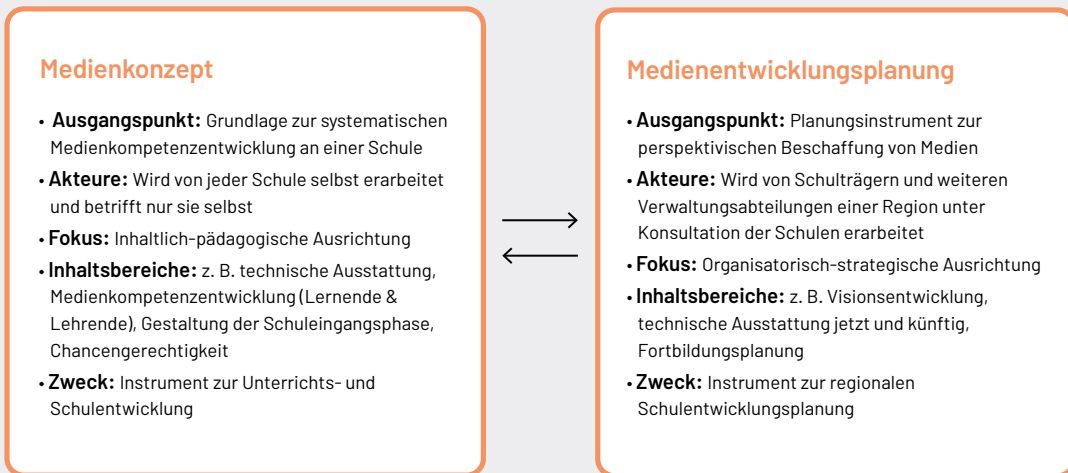 Medienkonzept
• Ausgangspunkt: Grundlage zur systematischen
Medienkompetenzentwicklung an einer Schule
• Akteure: Wird von jeder Schule selbst erarbeitet
und betrifft nur sie selbst
• Fokus: Inhaltlich-pädagogische Ausrichtung
• Inhaltsbereiche: z. B. technische Ausstattung,
Medienkompetenzentwicklung (Lernende &
Lehrende), Gestaltung der Schuleingangsphase,
Chancengerechtigkeit
• Zweck: Instrument zur Unterrichts- und
Schulentwicklung
Medienentwicklungsplanung
• Ausgangspunkt: Planungsinstrument zur
perspektivischen Beschaffung von Medien
• Akteure: Wird von Schulträgern und weiteren
Verwaltungsabteilungen einer Region unter
Konsultation der Schulen erarbeitet
• Fokus: Organisatorisch-strategische Ausrichtung
• Inhaltsbereiche: z. B. Visionsentwicklung,
technische Ausstattung jetzt und künftig,
Fortbildungsplanung
• Zweck: Instrument zur regionalen
Schulentwicklungsplanung